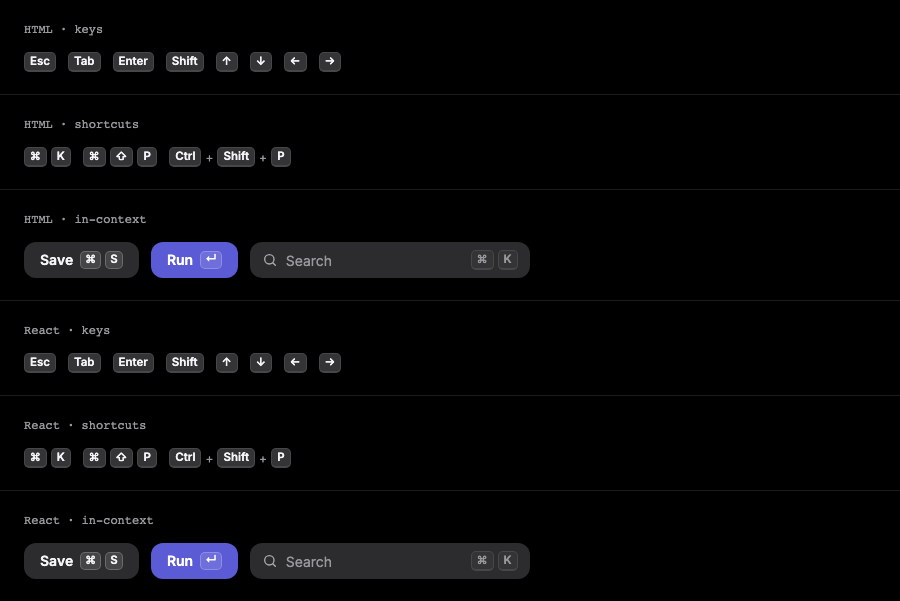 HTML · keys
Esc Tab Enter Shift ↑ ↓ ← →
HTML · shortcuts
⌘ K ⌘ ⇧ P Ctrl + Shift + P
HTML · in-context
Save ⌘ S Run ↵ Search ⌘ K
React · keys
Esc Tab Enter Shift ↑ ↓ ← →
React · shortcuts
⌘ K ⌘ ⇧ P Ctrl + Shift + P
React · in-context
Save ⌘ S Run ↵ Search ⌘ K